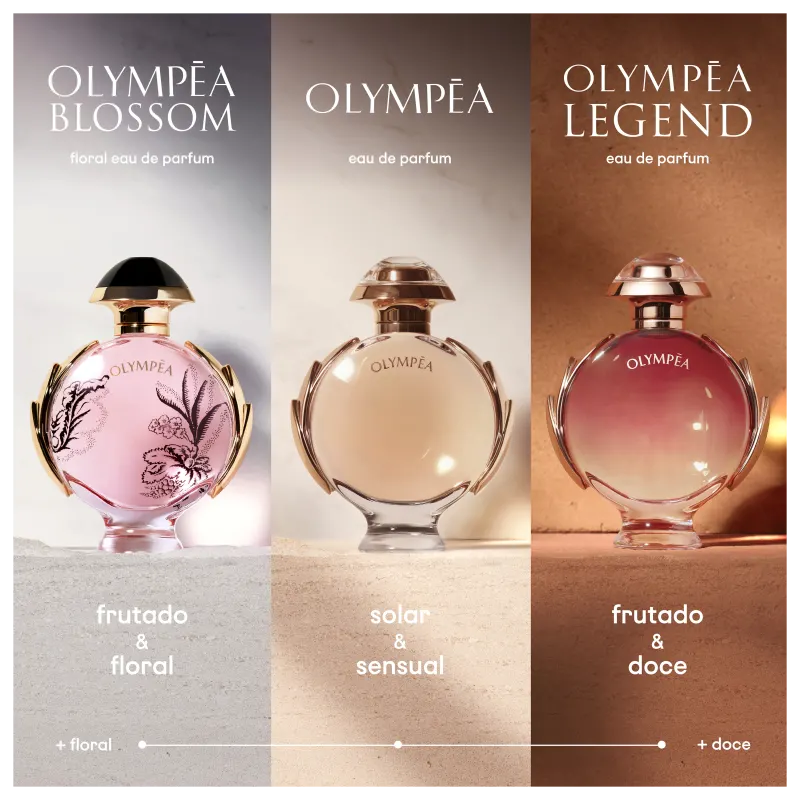 OLYMPĒA
BLOSSOM
floral eau de parfum
OLYMPĒA
frutado
&
floral
OLYMPĒA
eau de parfum
OLYMPĒA
solar
&
sensual
OLYMPĒA
LEGEND
eau de parfum
OLYMPĒA
frutado
&
doce
+ floral
+ doce